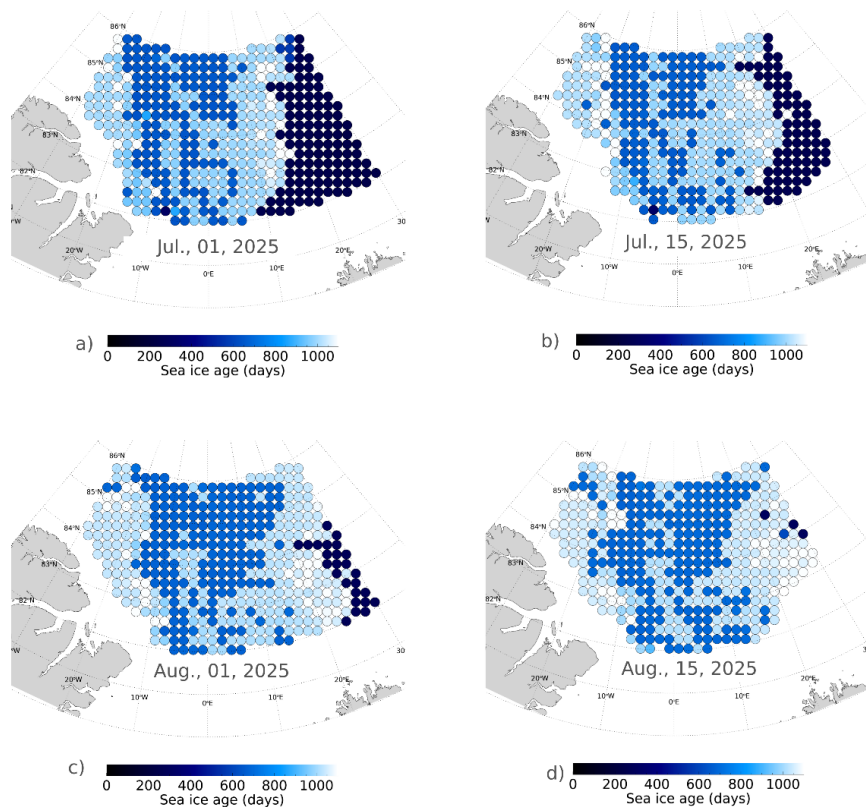 86°N
85°N
84°N
83°N
82°N
°W
20°W
10°W
0°E
10°E
20°E
30
Jul., 01, 2025
a)
0 200 400 600 800 1000
Sea ice age (days)
86°N
85°N
84°N
83°N
82°N
°W
20°W
10°W
0°E
10°E
20°E
30
Jul., 15, 2025
b)
0 200 400 600 800 1000
Sea ice age (days)
86°N
85°N
84°N
83°N
82°N
°W
20°W
10°W
0°E
10°E
20°E
30
Aug., 01, 2025
c)
0 200 400 600 800 1000
Sea ice age (days)
86°N
85°N
84°N
83°N
82°N
°W
20°W
10°W
0°E
10°E
20°E
30
Aug., 15, 2025
d)
0 200 400 600 800 1000
Sea ice age (days)